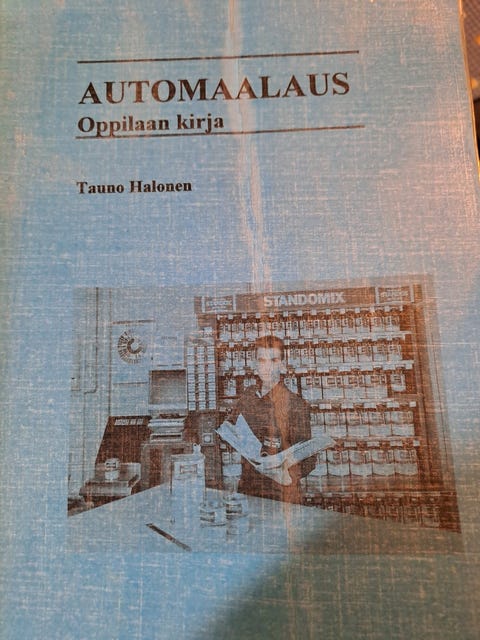 AUTOMAALAUS
Oppilaan kirja
Tauno Halonen
STANDOMIX